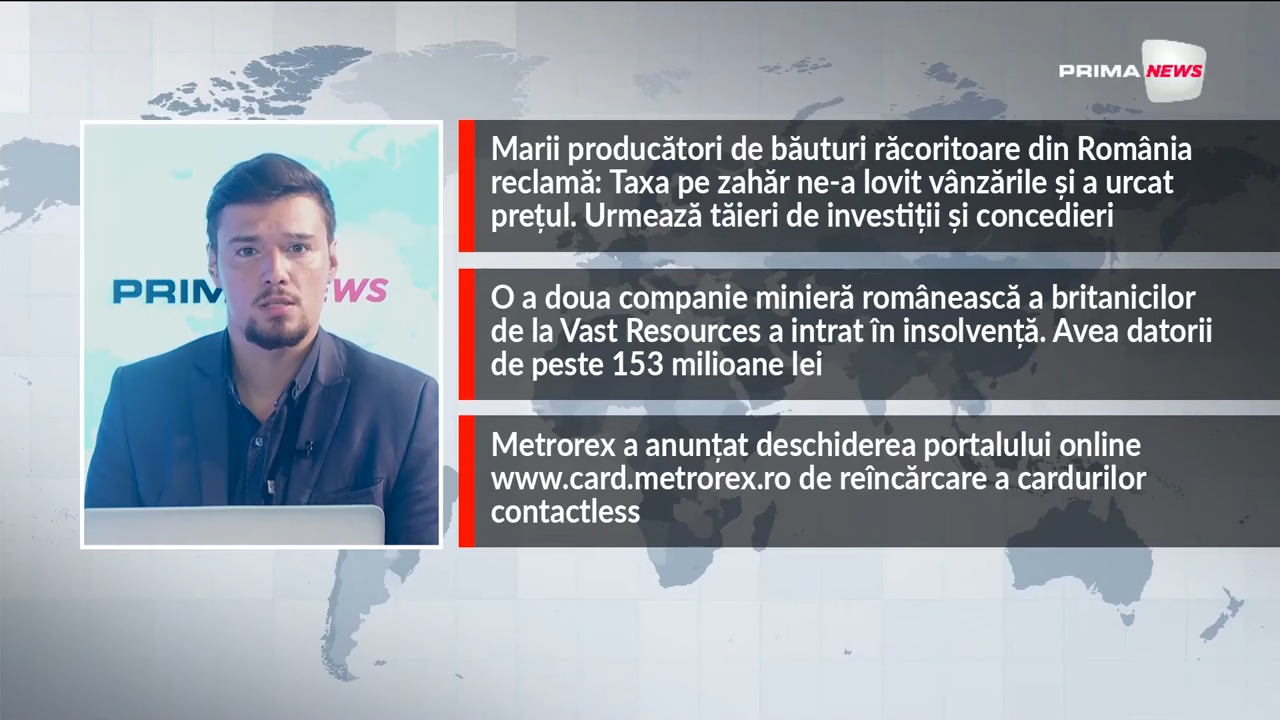 PRIMA NEWS
PRIM EWS
Marii producători de băuturi răcoritoare din România
reclamă: Taxa pe zahăr ne-a lovit vânzările și a urcat
prețul. Urmează tăieri de investiții și concedieri
O a doua companie minieră românească a britanicilor
de la Vast Resources a intrat în insolvență. Avea datorii
de peste 153 milioane lei
Metrorex a anunțat deschiderea portalului online
www.card.metrorex.ro de reîncărcare a cardurilor
contactless